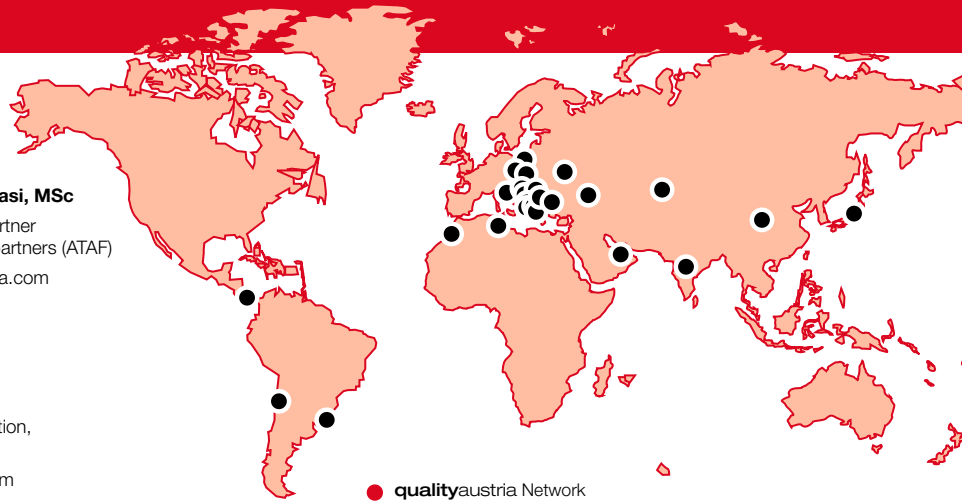 asi, MSc
rtner
artners (ATAF)
a.com
tion,
m
qualityaustria Network